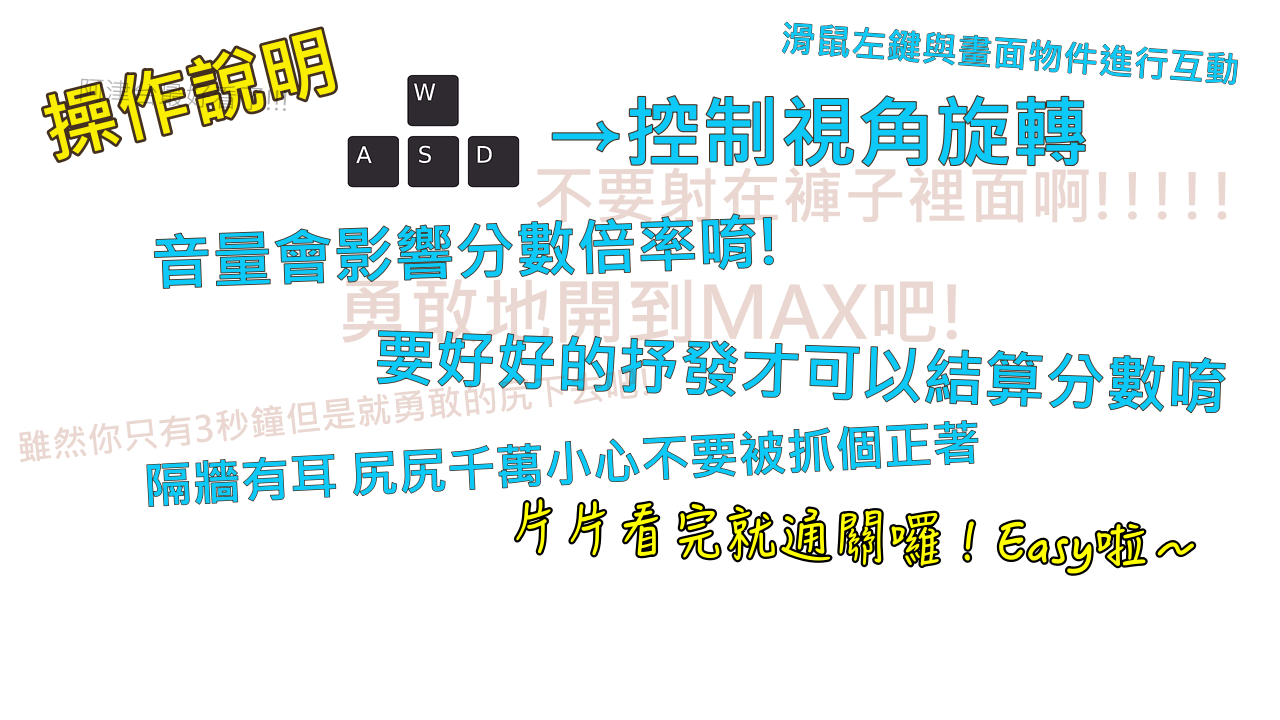 操作說明
滑鼠左鍵與畫面物件進行互動
W
A S D
→控制視角旋轉
不要射在褲子裡面啊!!!!!
音量會影響分數倍率唷!
勇敢地開到MAX吧!
要好好的抒發才可以結算分數唷
雖然你只有3秒鐘但是就勇敢的尻下去吧!
隔牆有耳 尻尻千萬小心不要被抓個正著
片片看完就通關囉！Easy啦～